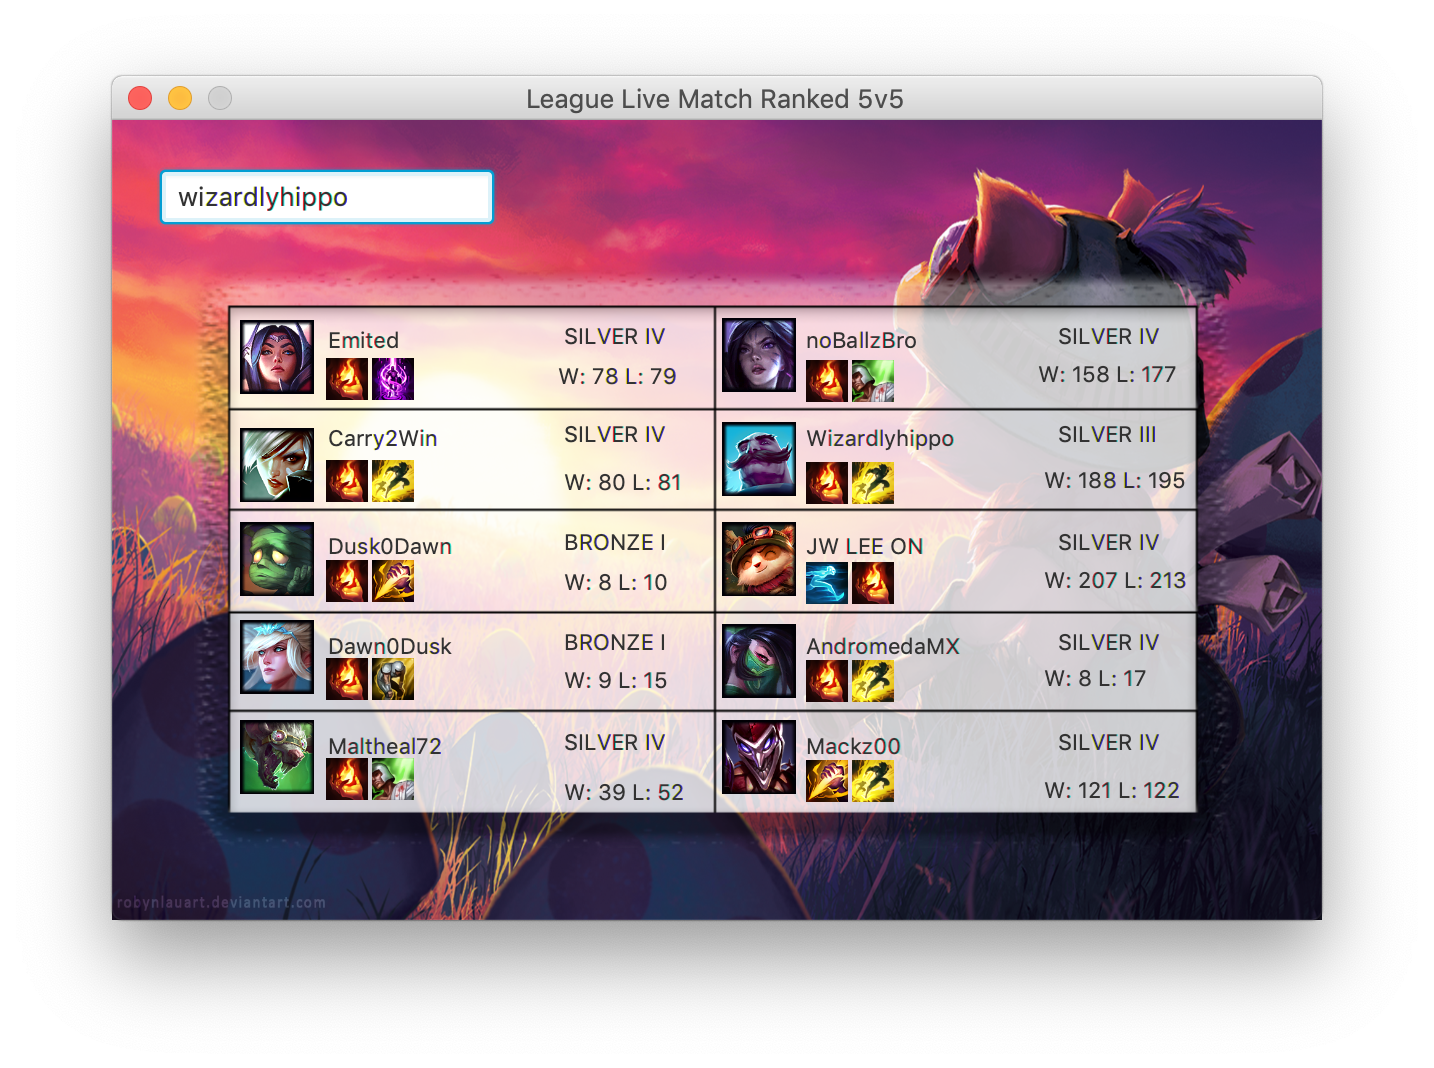 League Live Match Ranked 5v5
wizardlyhippo
Emited
SILVER IV
W: 78 L: 79
noBallzBro
SILVER IV
W: 158 L: 177
Carry2Win
SILVER IV
W: 80 L: 81
Wizardlyhippo
SILVER III
W: 188 L: 195
Dusk0Dawn
BRONZE I
W: 8 L: 10
JW LEE ON
SILVER IV
W: 207 L: 213
Dawn0Dusk
BRONZE I
W: 9 L: 15
AndromedaMX
SILVER IV
W: 8 L: 17
Maltheal72
SILVER IV
W: 39 L: 52
Mackz00
SILVER IV
W: 121 L: 122
robynlauart.deviantart.com